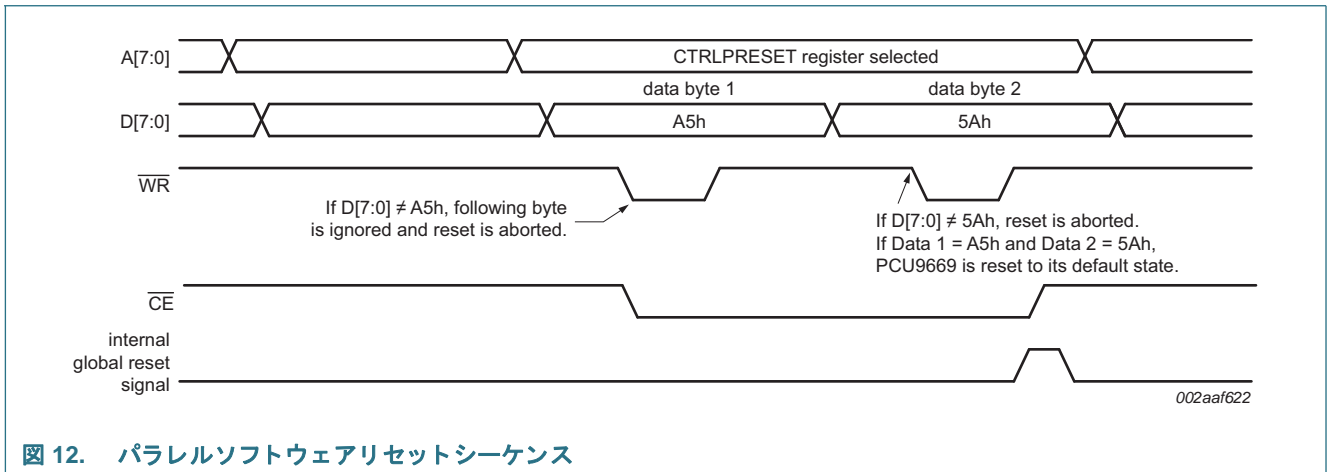 A[7:0]
CTRLPRESET register selected
data byte 1
data byte 2
D[7:0]
A5h
5Ah
WR
If D[7:0] ≠ A5h, following byte
is ignored and reset is aborted.
If D[7:0] ≠ 5Ah, reset is aborted.
If Data 1 = A5h and Data 2 = 5Ah,
PCU9669 is reset to its default state.
CE
internal
global reset
signal
002aaf622
図 12. パラレルソフトウェアリセットシーケンス